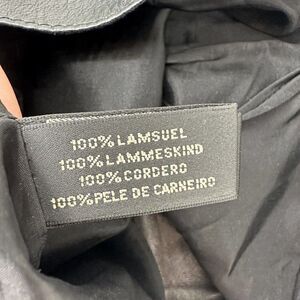 100% LAMSUEL
100% LAMMESKIND
100% CORDERO
100% PELE DE CARNEIRO